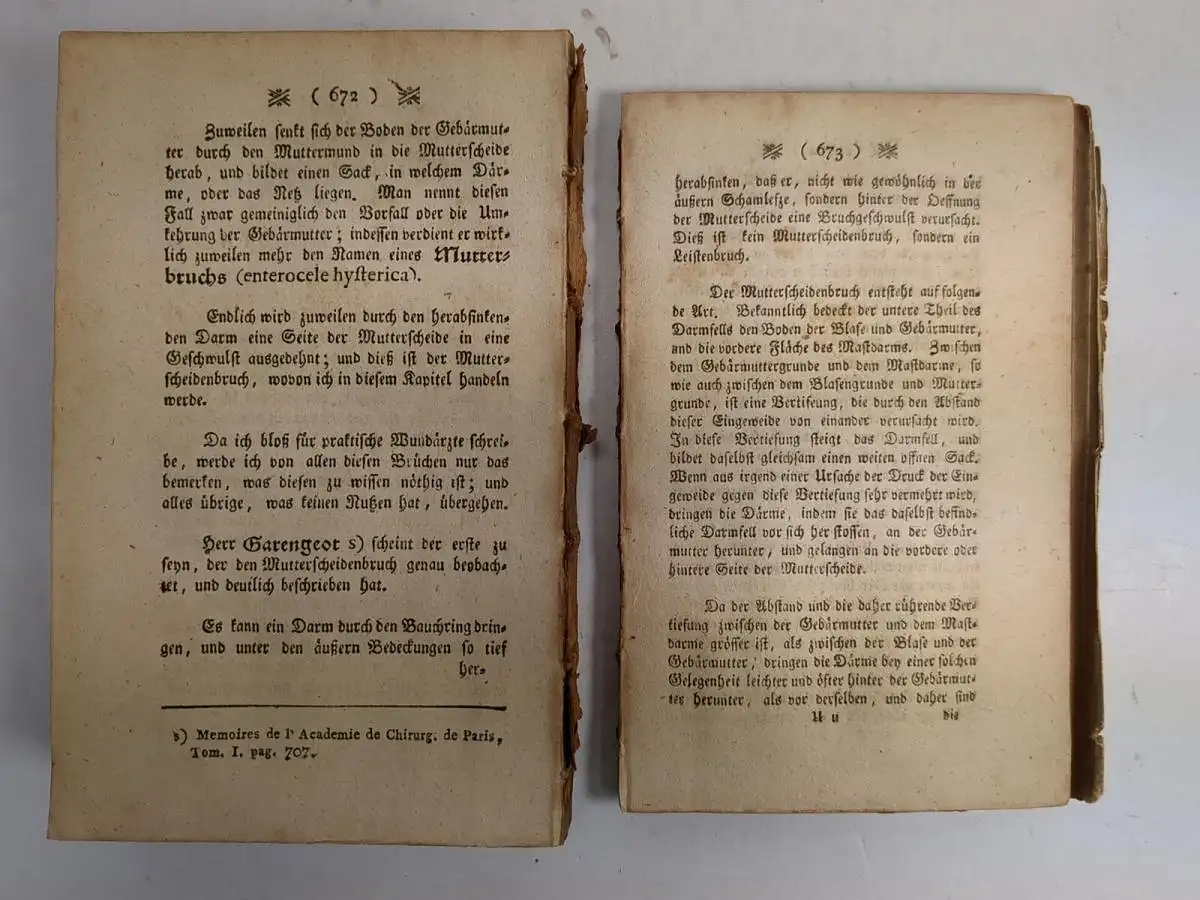 ( 672 )
Zuweilen senkt sich der Boden der Gebärmut-
ter durch den Muttermund in die Mutterscheide
herab, und bildet einen Sack, in welchem Där-
me, oder das Netz liegen. Man nennt diesen
Fall zwar gemeiniglich den Vorfall oder die Um-
kehrung der Gebärmutter; indessen verdient er wirk-
lich zuweilen mehr den Namen eines Mutter-
bruchs (enterocele hysterica).
Endlich wird zuweilen durch den herabsinken-
den Darm eine Seite der Mutterscheide in eine
Geschwulst ausgedehnt; und dieß ist der Mutter-
scheidenbruch, wovon ich in diesem Kapitel handeln
werde.
Da ich bloß für praktische Wundärzte schrei-
be, werde ich von allen diesen Brüchen nur das
bemerken, was diesen zu wissen nöthig ist; und
alles übrige, was keinen Nutzen hat, übergehen.
Herr Garengeot s) scheint der erste zu
seyn, der den Mutterscheidenbruch genau beobach-
tet, und deutlich beschrieben hat.
Es kann ein Darm durch den Bauchring drin-
gen, und unter den äußern Bedeckungen so tief
her-
s) Memoires de l' Academie de Chirurg. de Paris,
Tom. I. pag. 707.
( 673 )
herabsinken, daß er, nicht wie gewöhnlich in der
äußern Schamlefze, sondern hinter der Oeffnung
der Mutterscheide eine Bruchgeschwulst verursacht.
Dieß ist kein Mutterscheidenbruch, sondern ein
Leistenbruch.
Der Mutterscheidenbruch entsteht auf folgen-
de Art. Bekanntlich bedeckt der untere Theil des
Darmfells den Boden der Blase und Gebärmutter,
und die vordere Fläche des Mastdarms. Zwischen
dem Gebärmuttergrunde und dem Mastdarme, so
wie auch zwischen dem Blasengrunde und Mutter-
grunde, ist eine Vertifeung, die durch den Abstand
dieser Eingeweide von einander verursacht wird.
In diese Vertiefung steigt das Darmfell, und
bildet daselbst gleichsam einen weiten offnen Sack.
Wenn aus irgend einer Ursache der Druck der Ein-
geweide gegen diese Vertiefung sehr vermehrt wird,
dringen die Därme, indem sie das daselbst befind-
liche Darmfell vor sich her stossen, an der Gebär-
mutter herunter, und gelangen an die vordere oder
hintere Seite der Mutterscheide.
Da der Abstand und die daher rührende Ver-
tiefung zwischen der Gebärmutter und dem Mast-
darme grösser ist, als zwischen der Blase und der
Gebärmutter, dringen die Därme bey einer solchen
Gelegenheit leichter und öfter hinter der Gebärmut-
ter herunter, als vor derselben, und daher sind
U u die